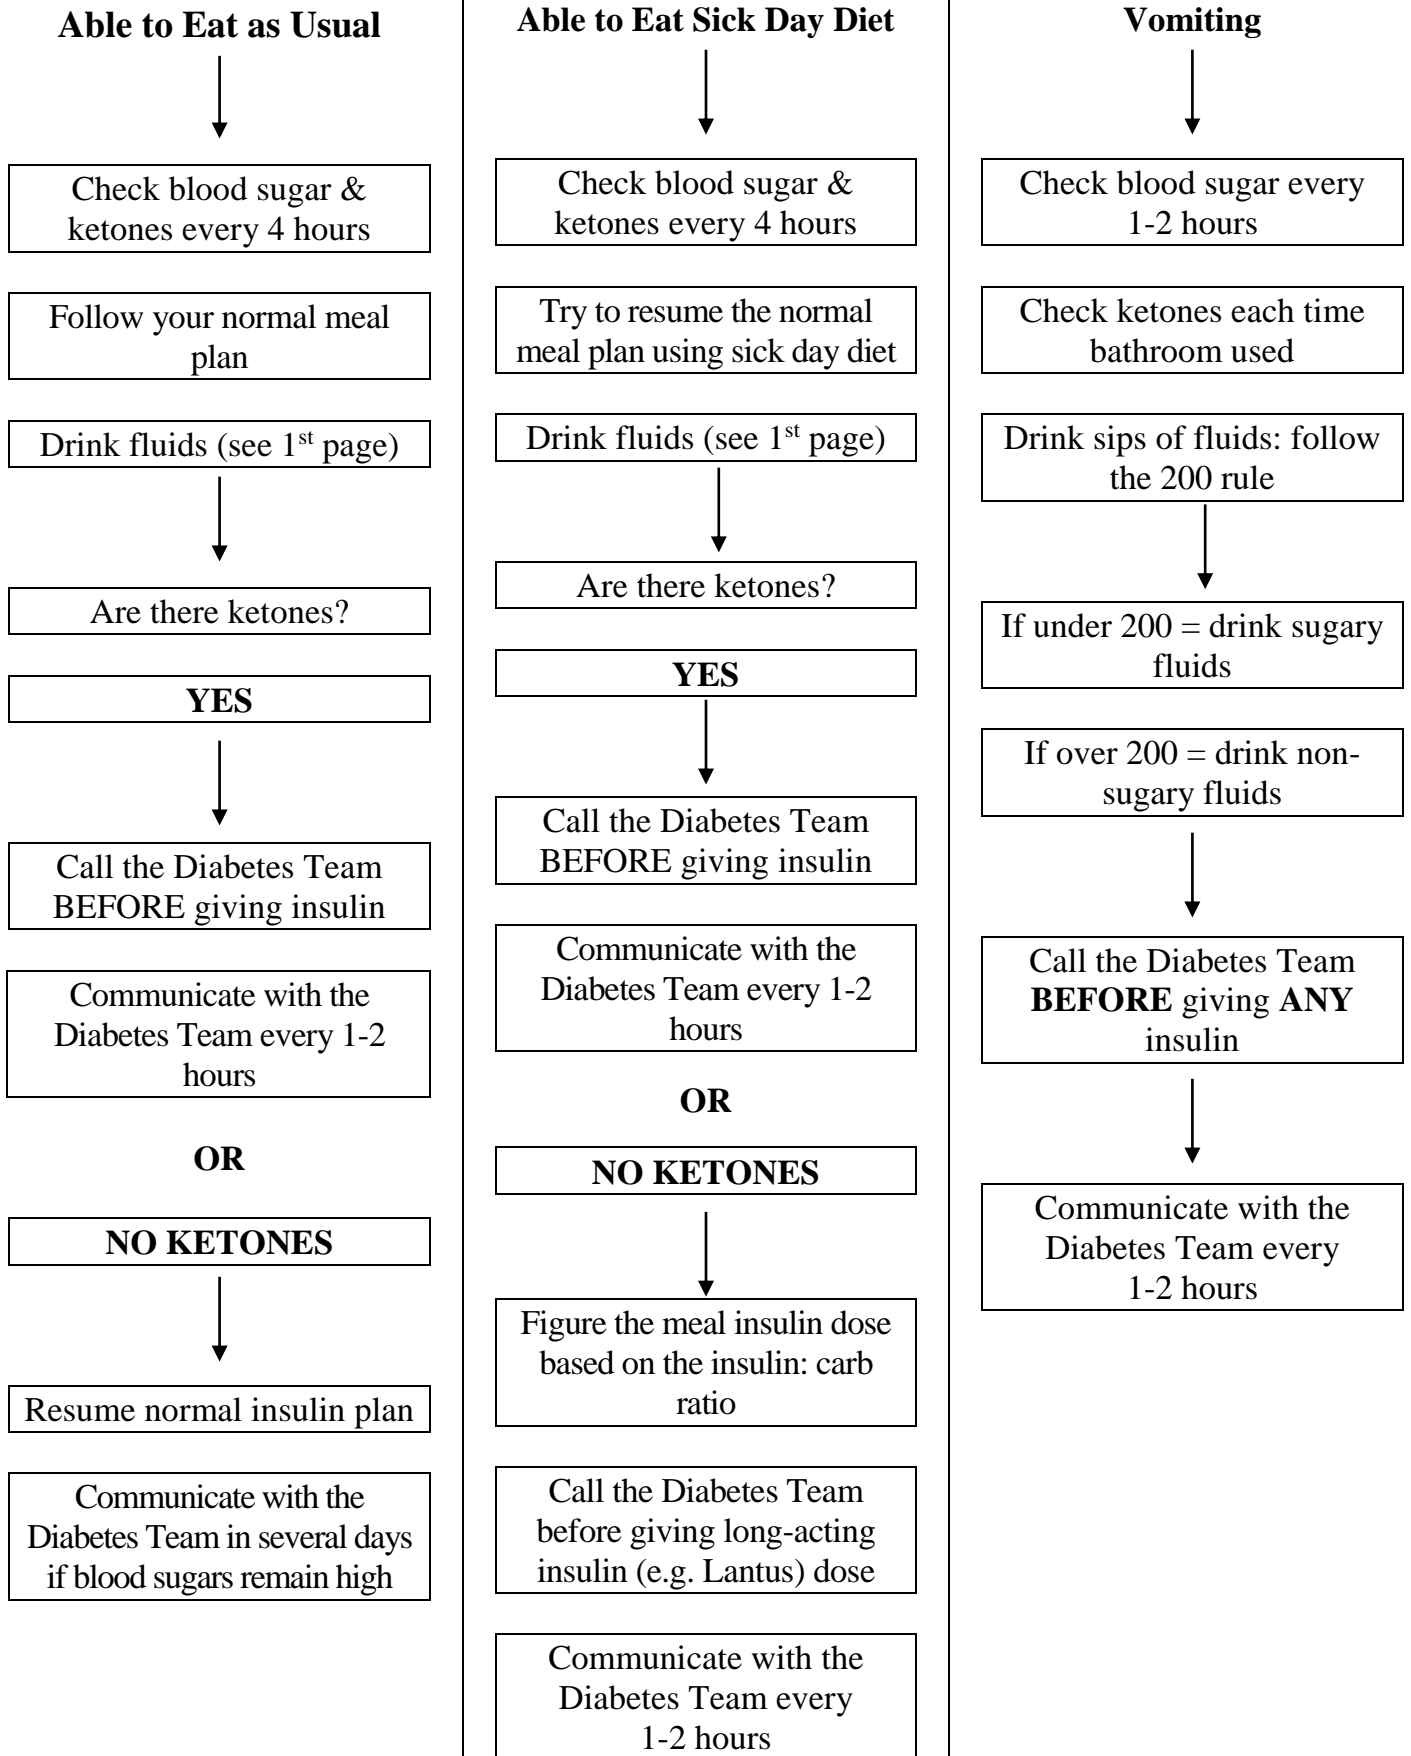 Able to Eat as Usual
Check blood sugar &
ketones every 4 hours
Follow your normal meal
plan
Drink fluids (see 1st page)
Are there ketones?
YES
Call the Diabetes Team
BEFORE giving insulin
Communicate with the
Diabetes Team every 1-2
hours
OR
NO KETONES
Resume normal insulin plan
Communicate with the
Diabetes Team in several days
if blood sugars remain high
Able to Eat Sick Day Diet
Check blood sugar &
ketones every 4 hours
Try to resume the normal
meal plan using sick day diet
Drink fluids (see 1st page)
Are there ketones?
YES
Call the Diabetes Team
BEFORE giving insulin
Communicate with the
Diabetes Team every 1-2
hours
OR
NO KETONES
Figure the meal insulin dose
based on the insulin: carb
ratio
Call the Diabetes Team
before giving long-acting
insulin (e.g. Lantus) dose
Communicate with the
Diabetes Team every
1-2 hours
Vomiting
Check blood sugar every
1-2 hours
Check ketones each time
bathroom used
Drink sips of fluids: follow
the 200 rule
If under 200 = drink sugary
fluids
If over 200 = drink non-
sugary fluids
Call the Diabetes Team
BEFORE giving ANY
insulin
Communicate with the
Diabetes Team every
1-2 hours